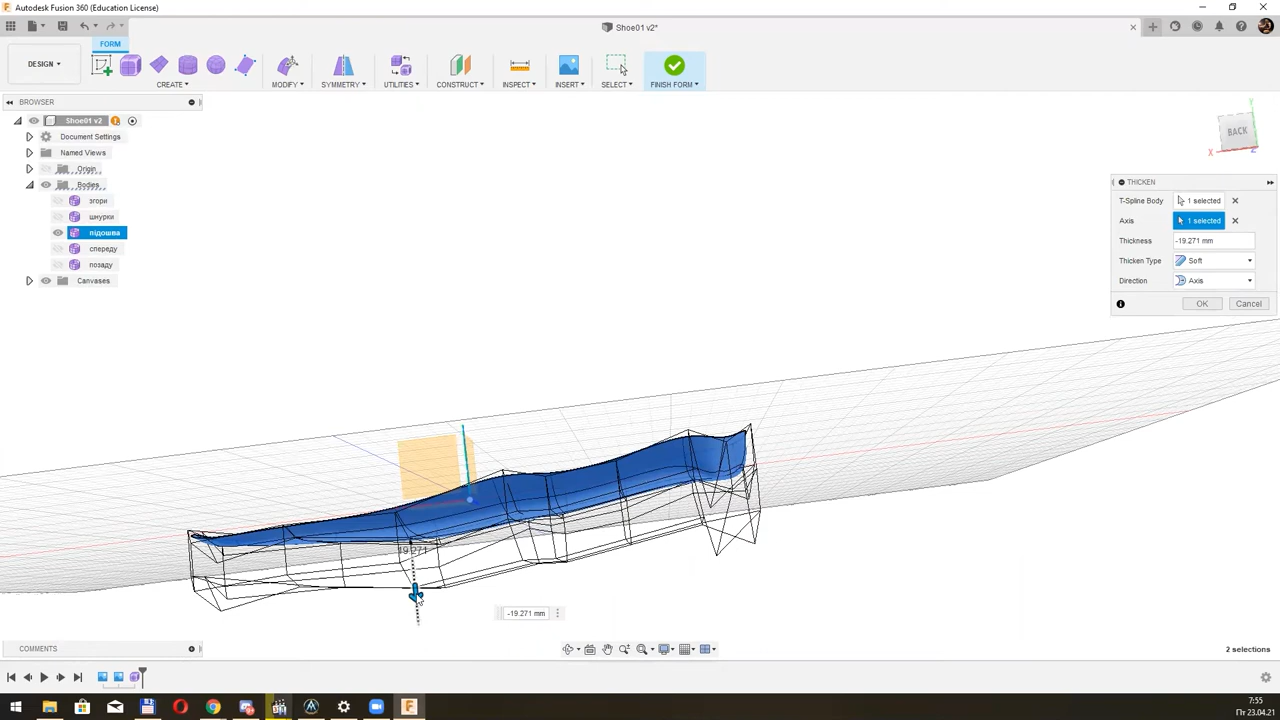 Autodesk Fusion 360 (Education License)
Shoe01 v2*
FORM
DESIGN
CREATE
MODIFY
SYMMETRY
UTILITIES
CONSTRUCT
INSPECT
INSERT
SELECT
FINISH FORM
BROWSER
Shoe01 v2
Document Settings
Named Views
Origin
Bodies
згори
шнурки
підошва
спереду
позаду
Canvases
BACK
X
Y
Z
THICKEN
T-Spline Body
1 selected
Axis
1 selected
Thickness
-19.271 mm
Thicken Type
Soft
Direction
Axis
OK
Cancel
19.271
-19.271 mm
COMMENTS
2 selections
7:55
Пт 23.04.21